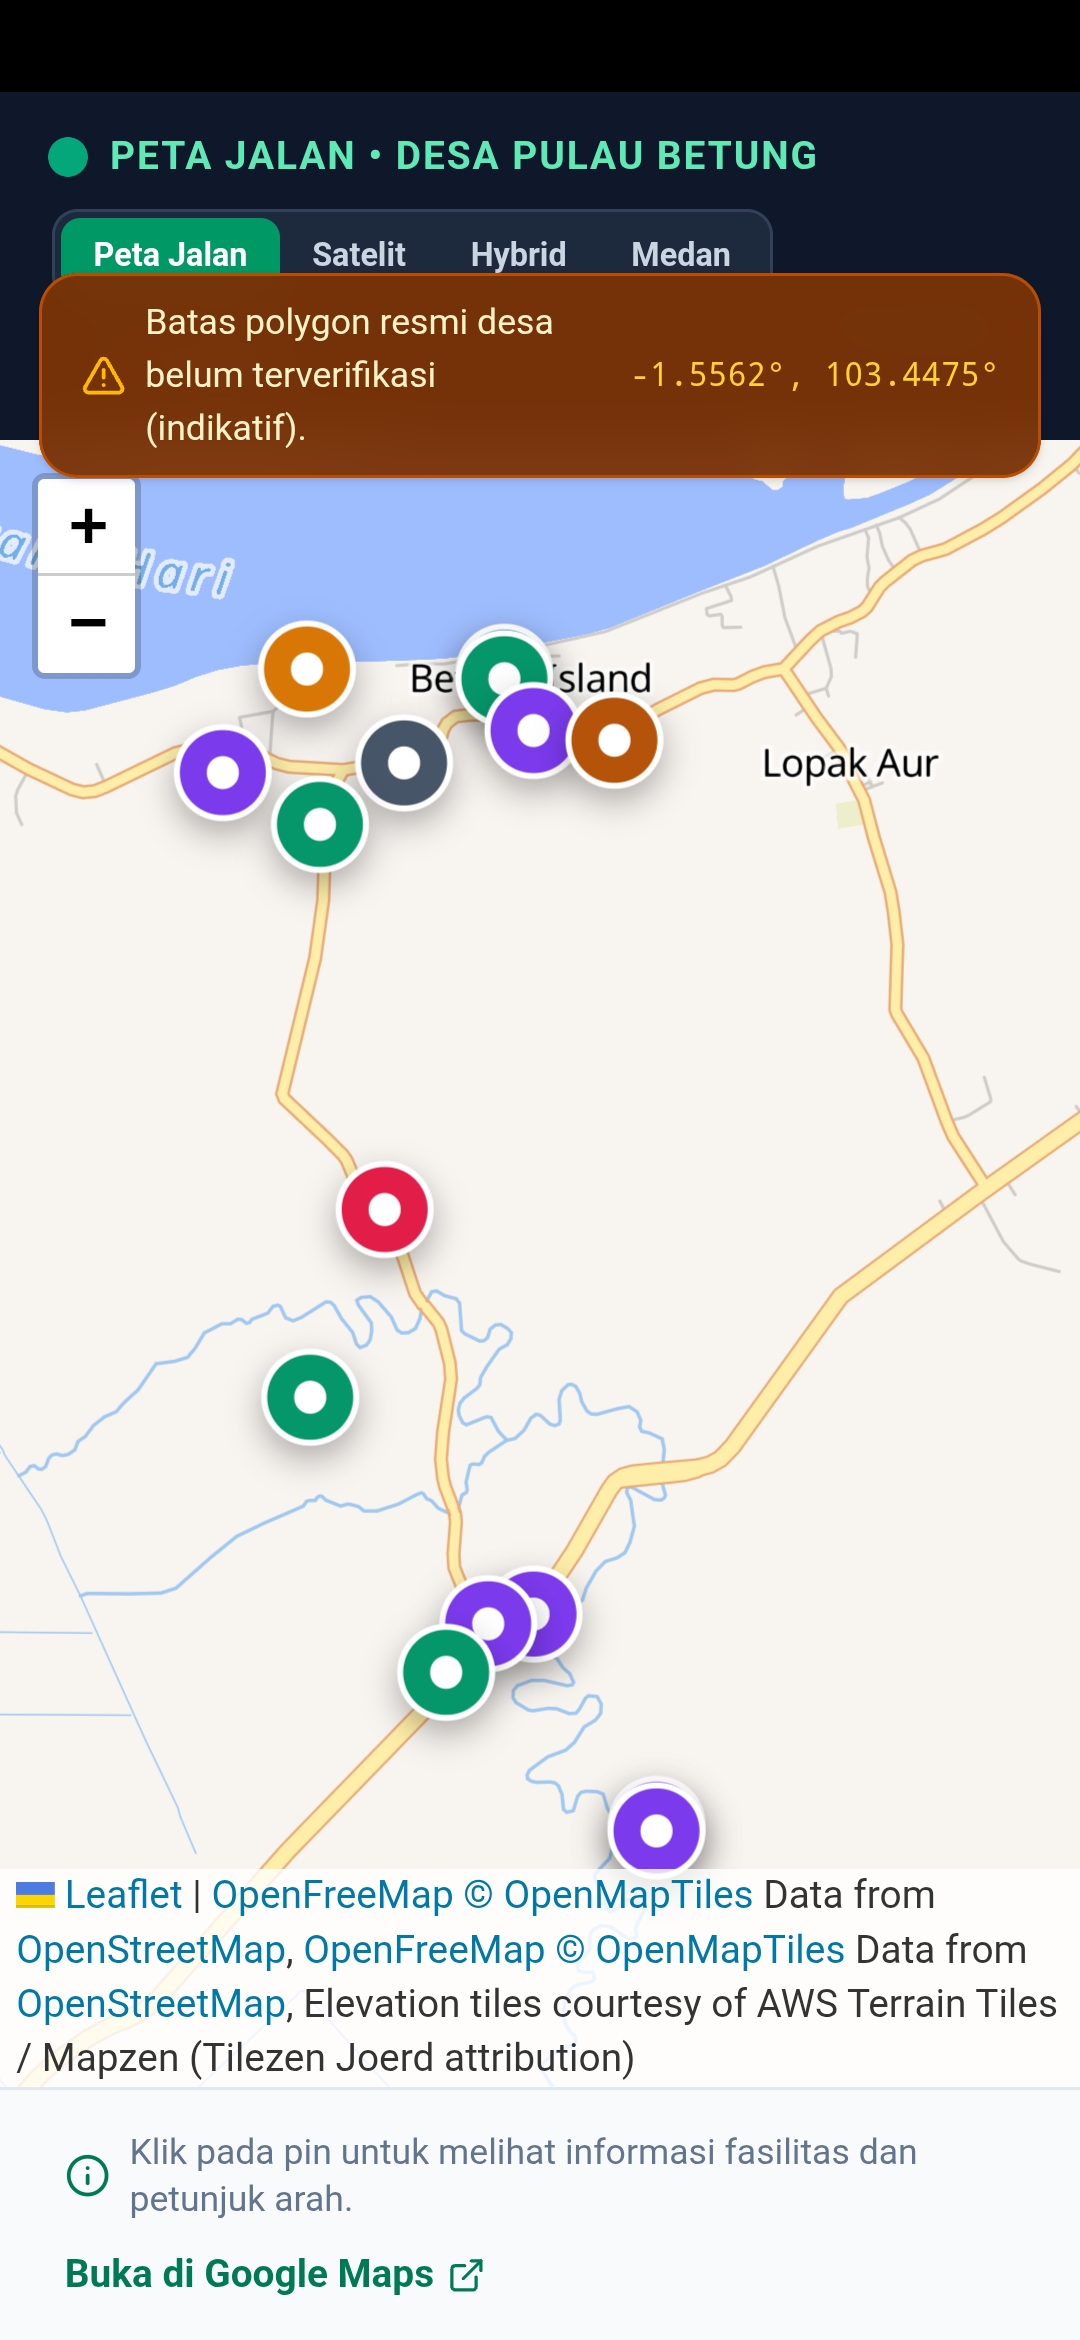 PETA JALAN • DESA PULAU BETUNG
Peta Jalan
Satelit
Hybrid
Medan
Batas polygon resmi desa
belum terverifikasi
(indikatif).
-1.5562°, 103.4475°
+
Hari
−
Lopak Aur
Leaflet | OpenFreeMap © OpenMapTiles Data from
OpenStreetMap, OpenFreeMap © OpenMapTiles Data from
OpenStreetMap, Elevation tiles courtesy of AWS Terrain Tiles
/ Mapzen (Tilezen Joerd attribution)
Klik pada pin untuk melihat informasi fasilitas dan
petunjuk arah.
Buka di Google Maps